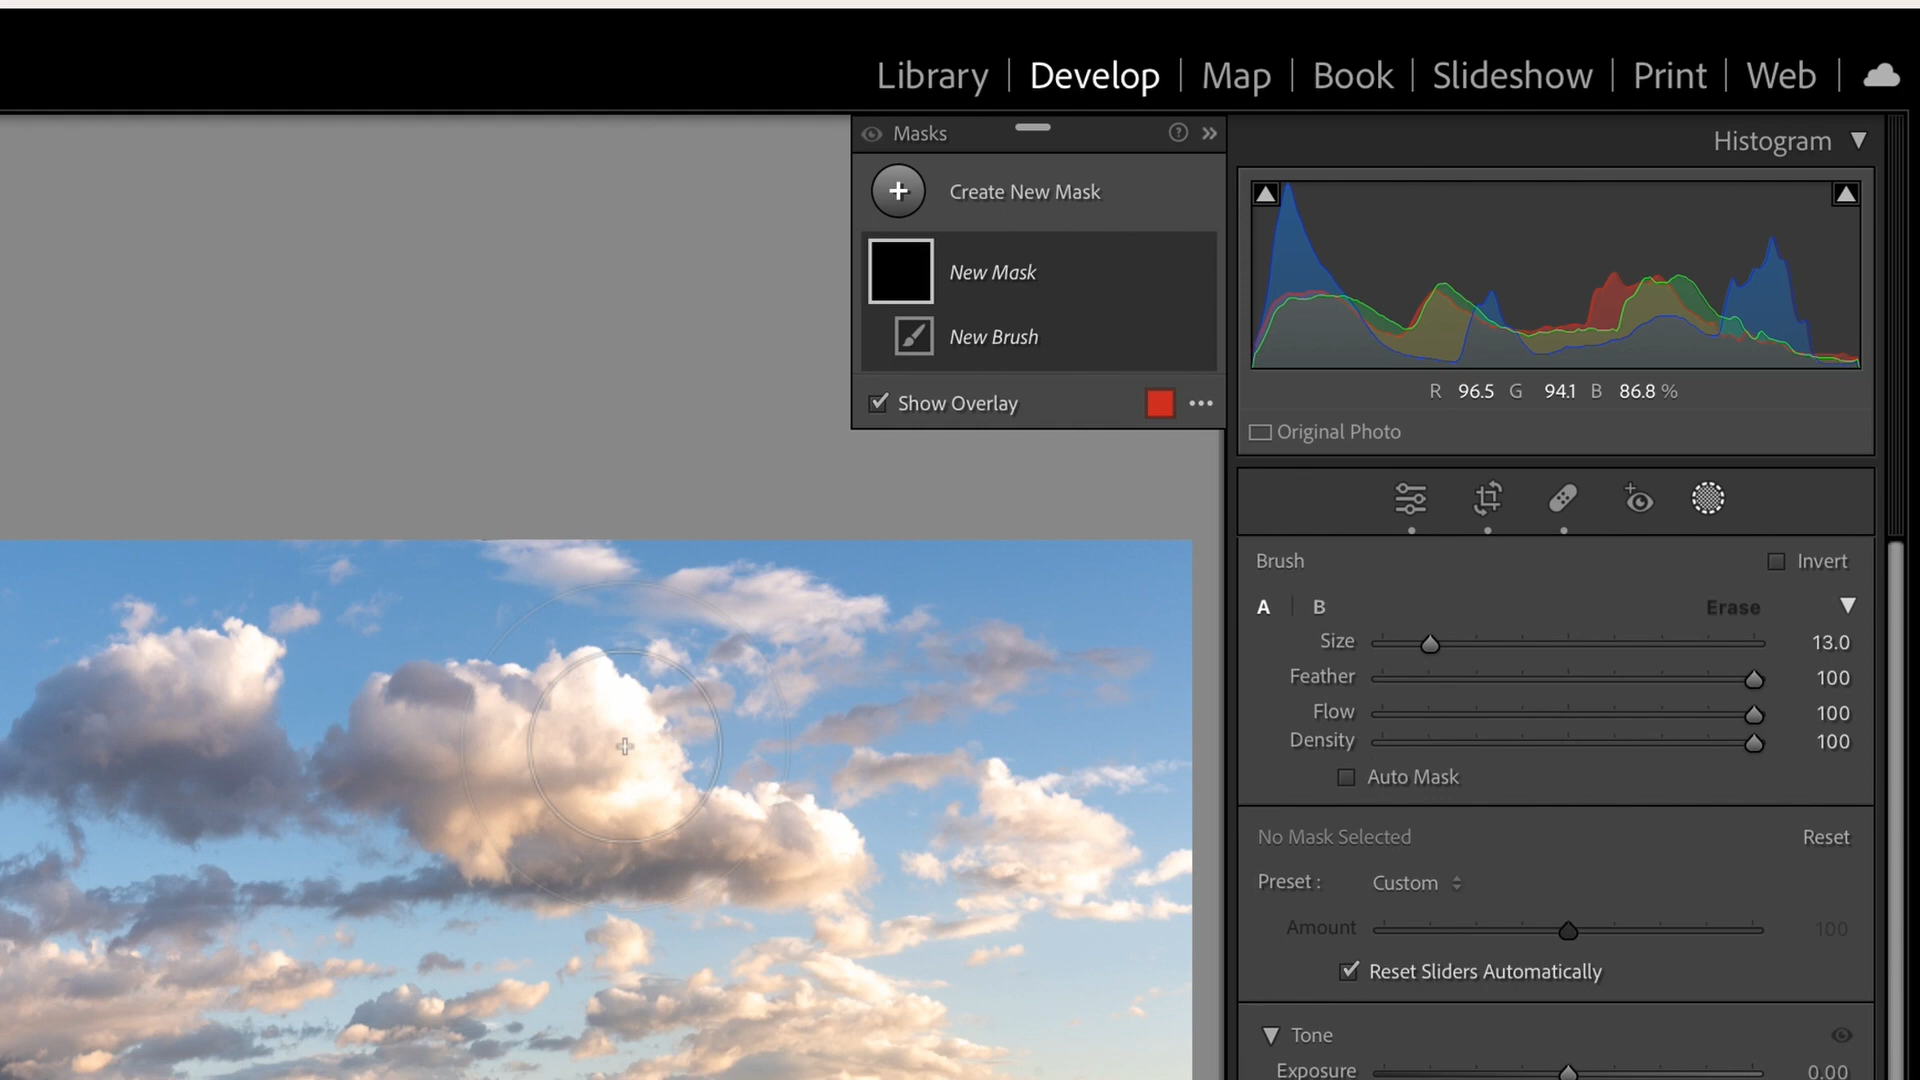 Library | Develop | Map | Book | Slideshow | Print | Web |
Masks
Create New Mask
New Mask
New Brush
Show Overlay
Histogram
R 96.5 G 94.1 B 86.8 %
Original Photo
Brush
Invert
A | B
Erase
Size 13.0
Feather 100
Flow 100
Density 100
Auto Mask
No Mask Selected
Reset
Preset : Custom
Amount 100
Reset Sliders Automatically
Tone
Exposure 0.00